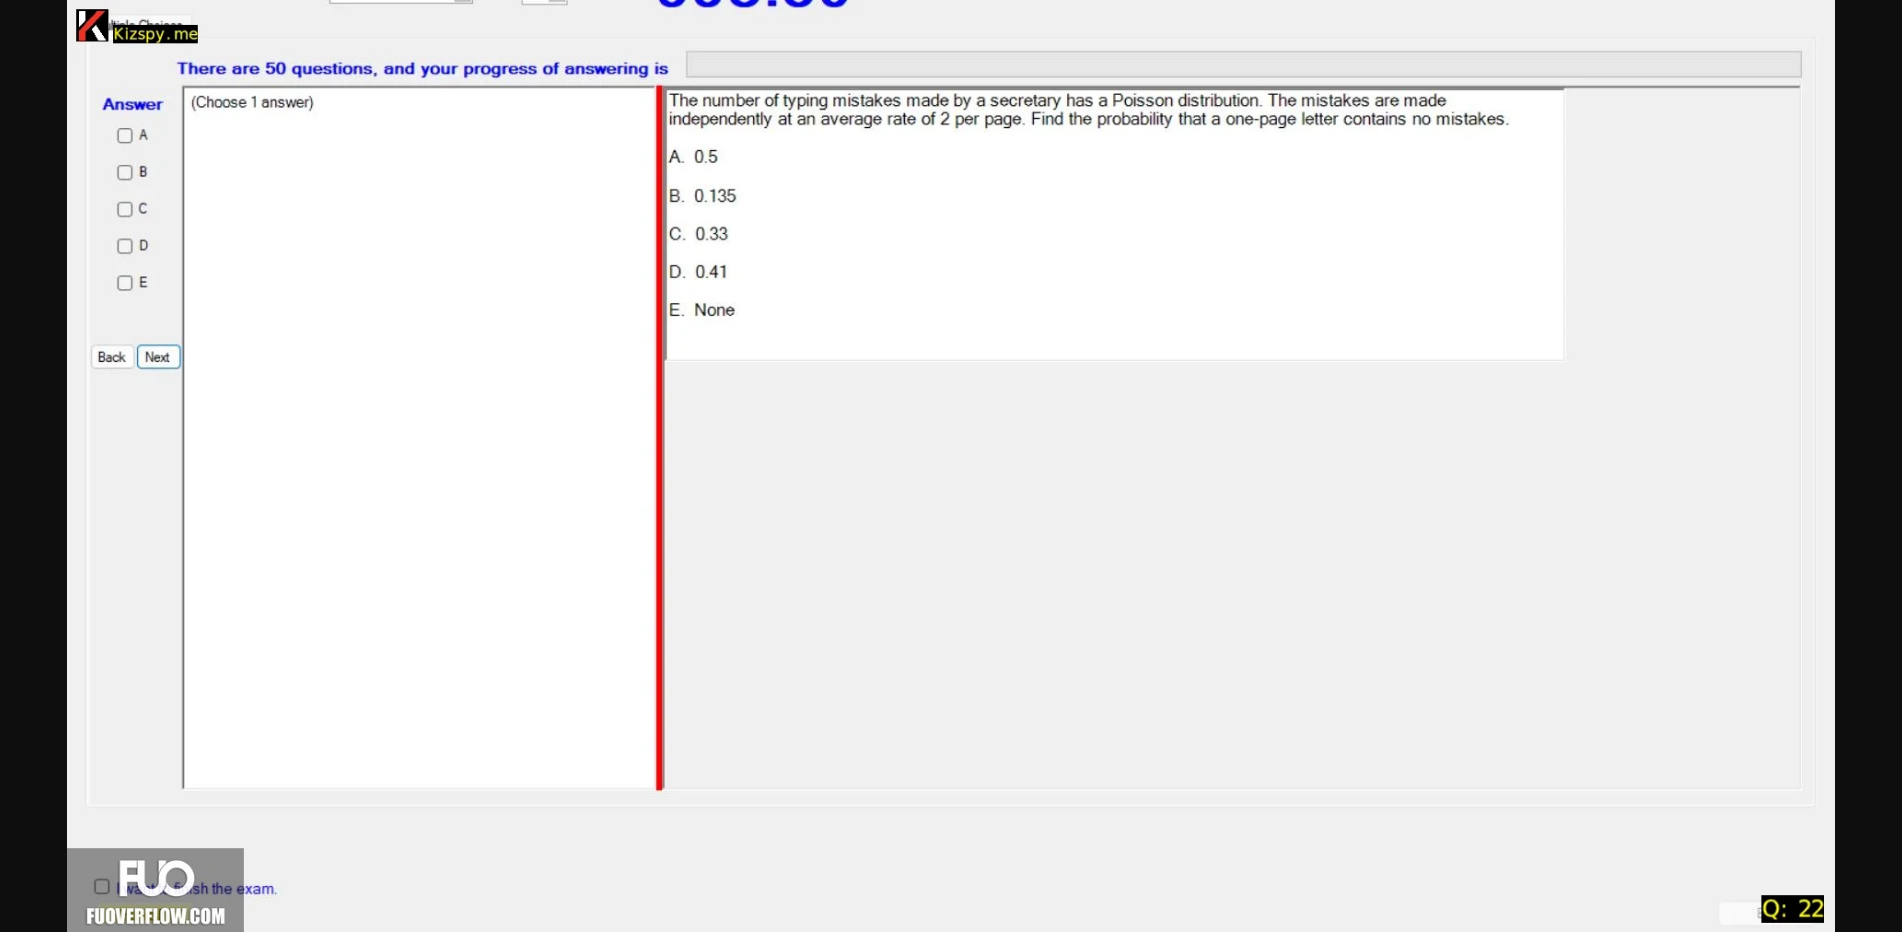 Kizspy.me
There are 50 questions, and your progress of answering is
Answer
(Choose 1 answer)
A
B
C
D
E
Back Next
The number of typing mistakes made by a secretary has a Poisson distribution. The mistakes are made
independently at an average rate of 2 per page. Find the probability that a one-page letter contains no mistakes.
A. 0.5
B. 0.135
C. 0.33
D. 0.41
E. None
FUO
the exam.
FUOVERFLOW.COM
Q: 22